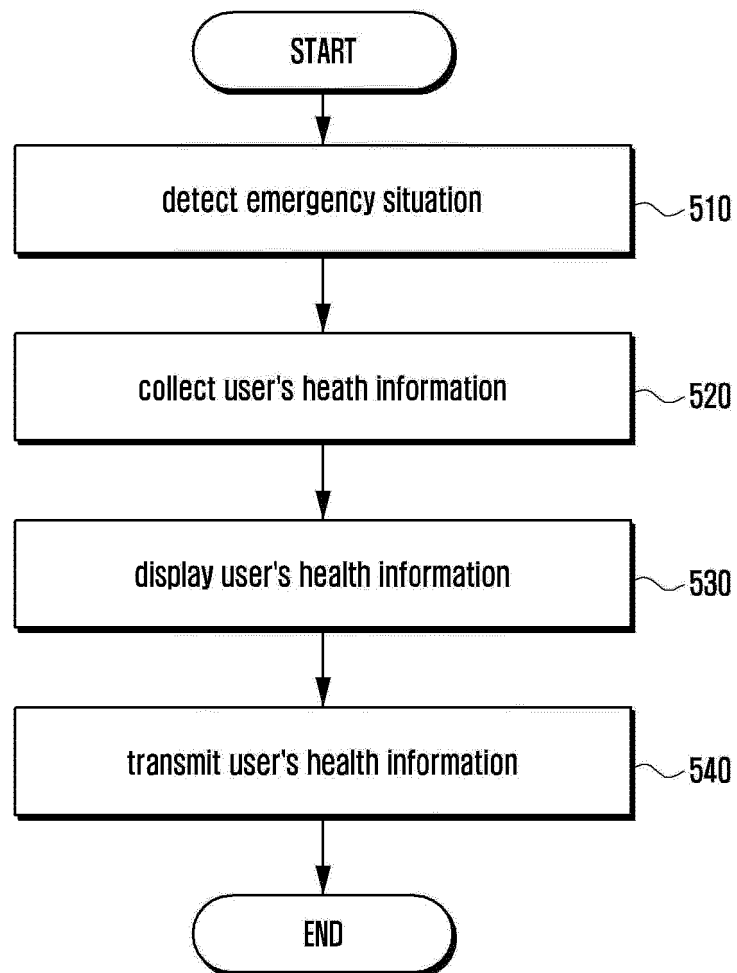 START
detect emergency situation
510
collect user's heath information
520
display user's health information
530
transmit user's health information
540
END